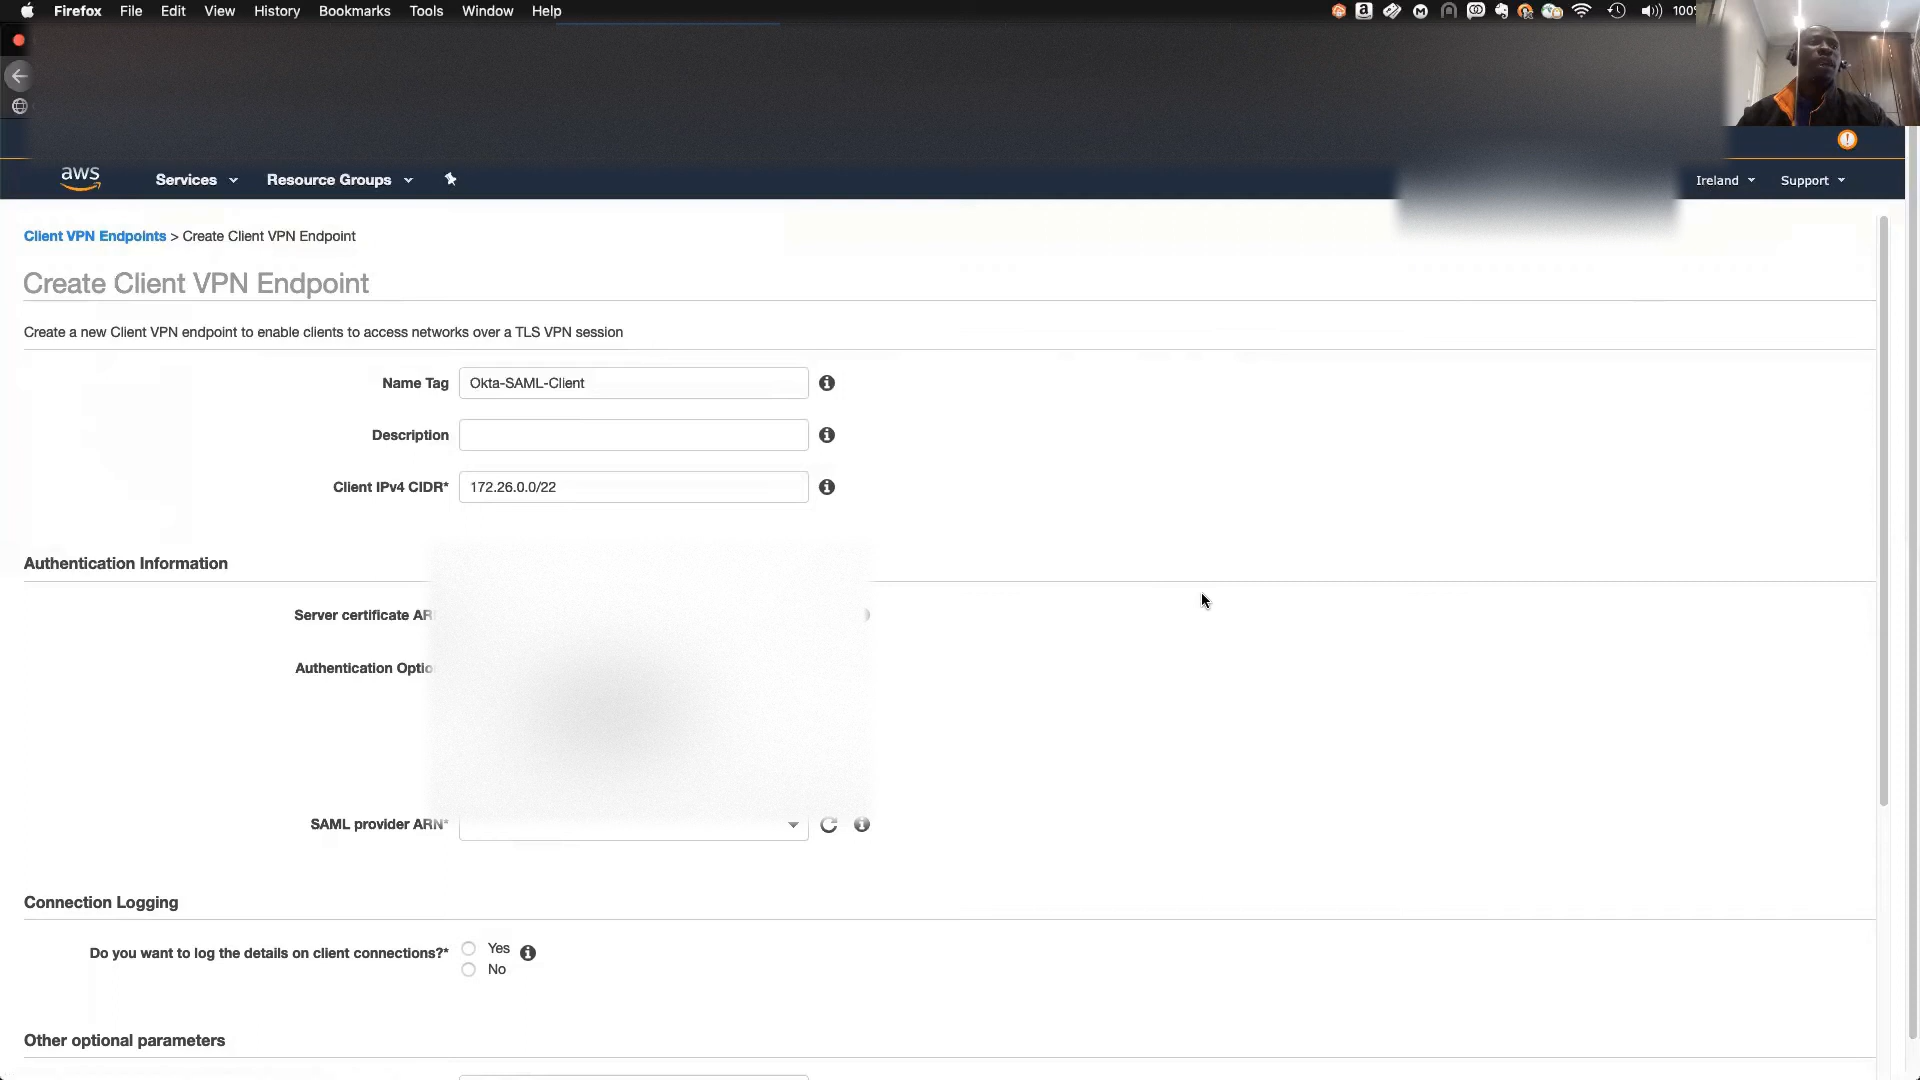 Firefox File Edit View History Bookmarks Tools Window Help
aws Services Resource Groups Ireland Support
Client VPN Endpoints > Create Client VPN Endpoint
Create Client VPN Endpoint
Create a new Client VPN endpoint to enable clients to access networks over a TLS VPN session
Name Tag Okta-SAML-Client
Description
Client IPv4 CIDR* 172.26.0.0/22
Authentication Information
Server certificate
Authentication
SAML provider ARN*
Connection Logging
Do you want to log the details on client connections?* Yes
No
Other optional parameters